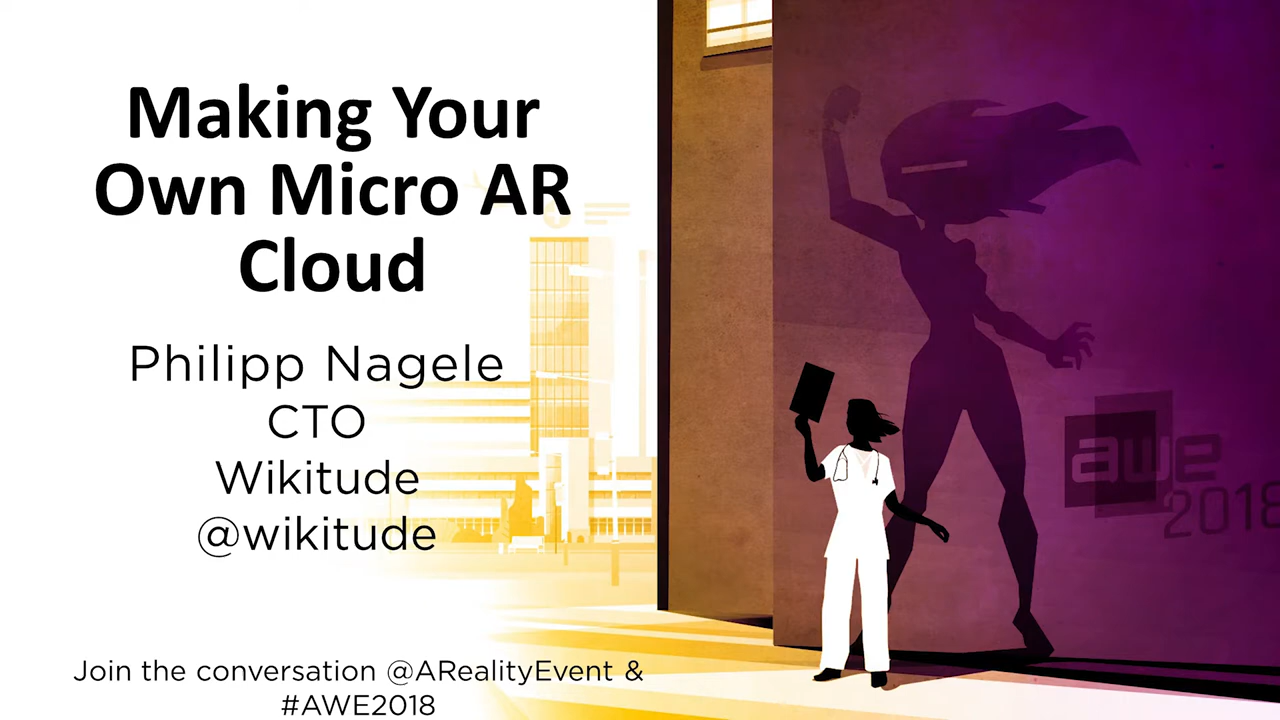 Making Your
Own Micro AR
Cloud
Philipp Nagele
CTO
Wikitude
@wikitude
Join the conversation @ARealityEvent &
#AWE2018
awe
2018